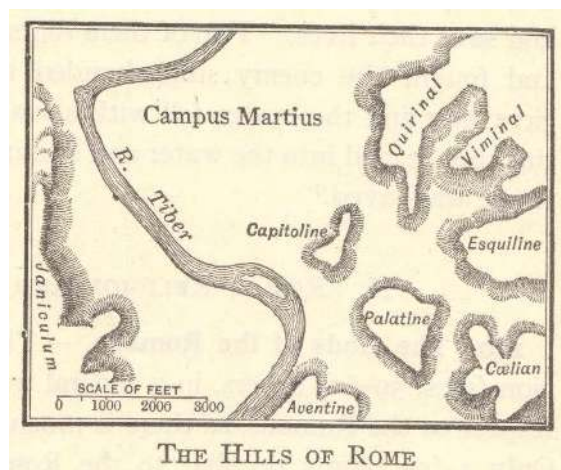 Campus Martius
Quirinal
Viminal
R. Tiber
Capitoline
Esquiline
Janiculum
Palatine
Cœlian
SCALE OF FEET
0 1000 2000 3000
Aventine
THE HILLS OF ROME